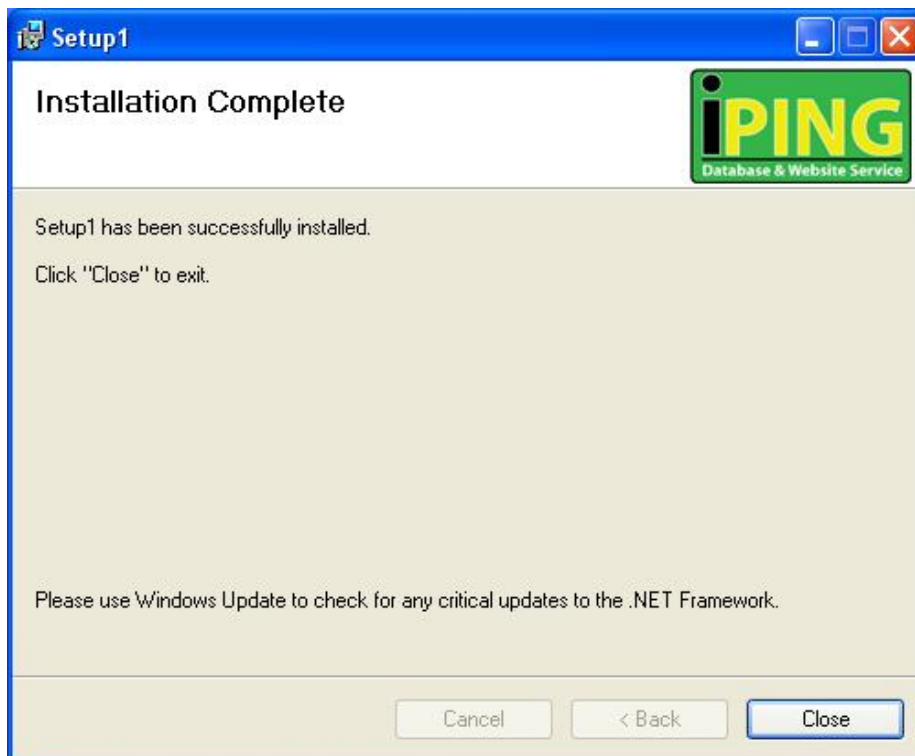 Setup1
Installation Complete
iPING
Database & Website Service
Setup1 has been successfully installed.
Click "Close" to exit.
Please use Windows Update to check for any critical updates to the .NET Framework.
Cancel
< Back
Close